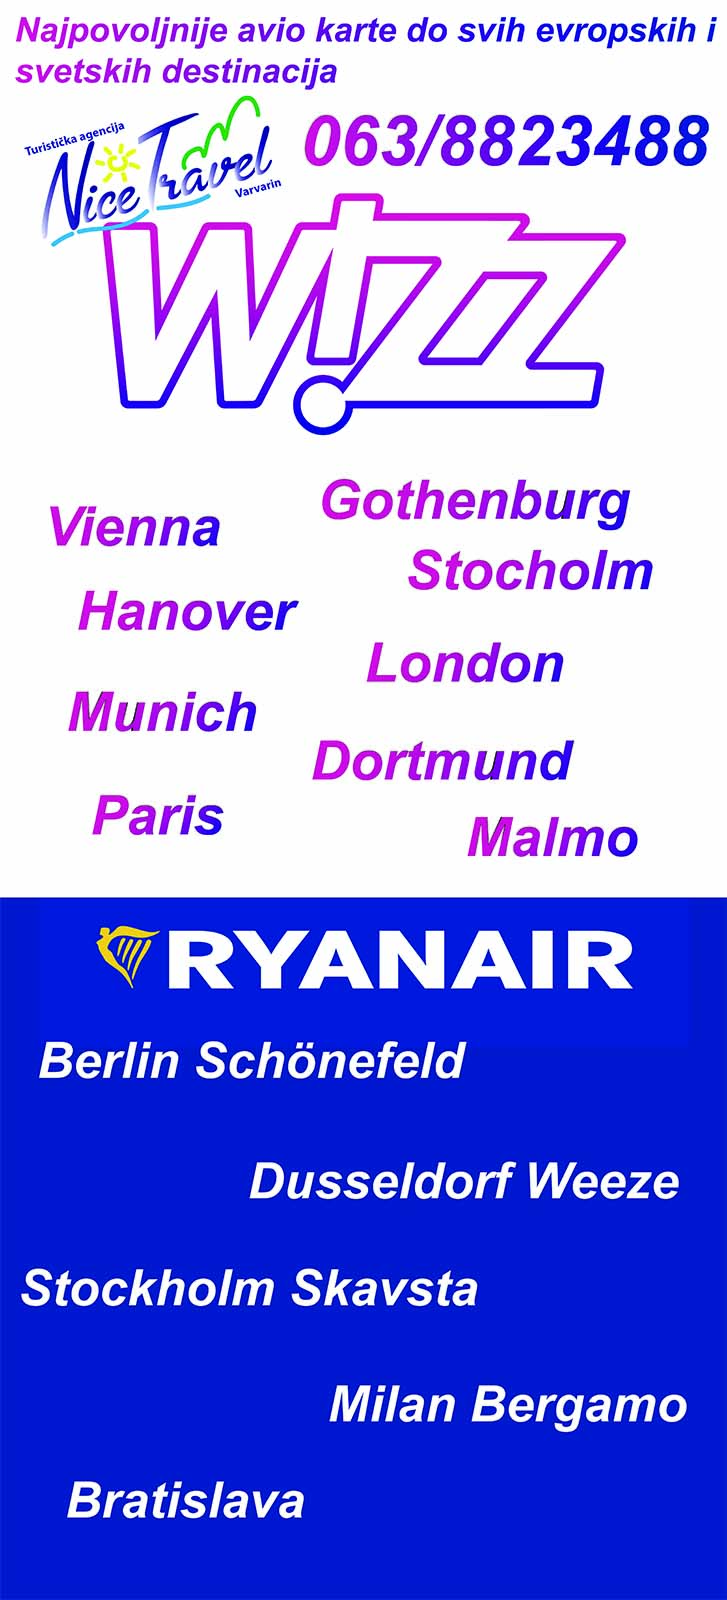 Najpovoljnije avio karte do svih evropskih i
svetskih destinacija
Turistička agencija
Nice Travel
Varvarin
063/8823488
Wizz
Vienna
Gothenburg
Stocholm
Hanover
London
Munich
Dortmund
Paris
Malmo
RYANAIR
Berlin Schönefeld
Dusseldorf Weeze
Stockholm Skavsta
Milan Bergamo
Bratislava